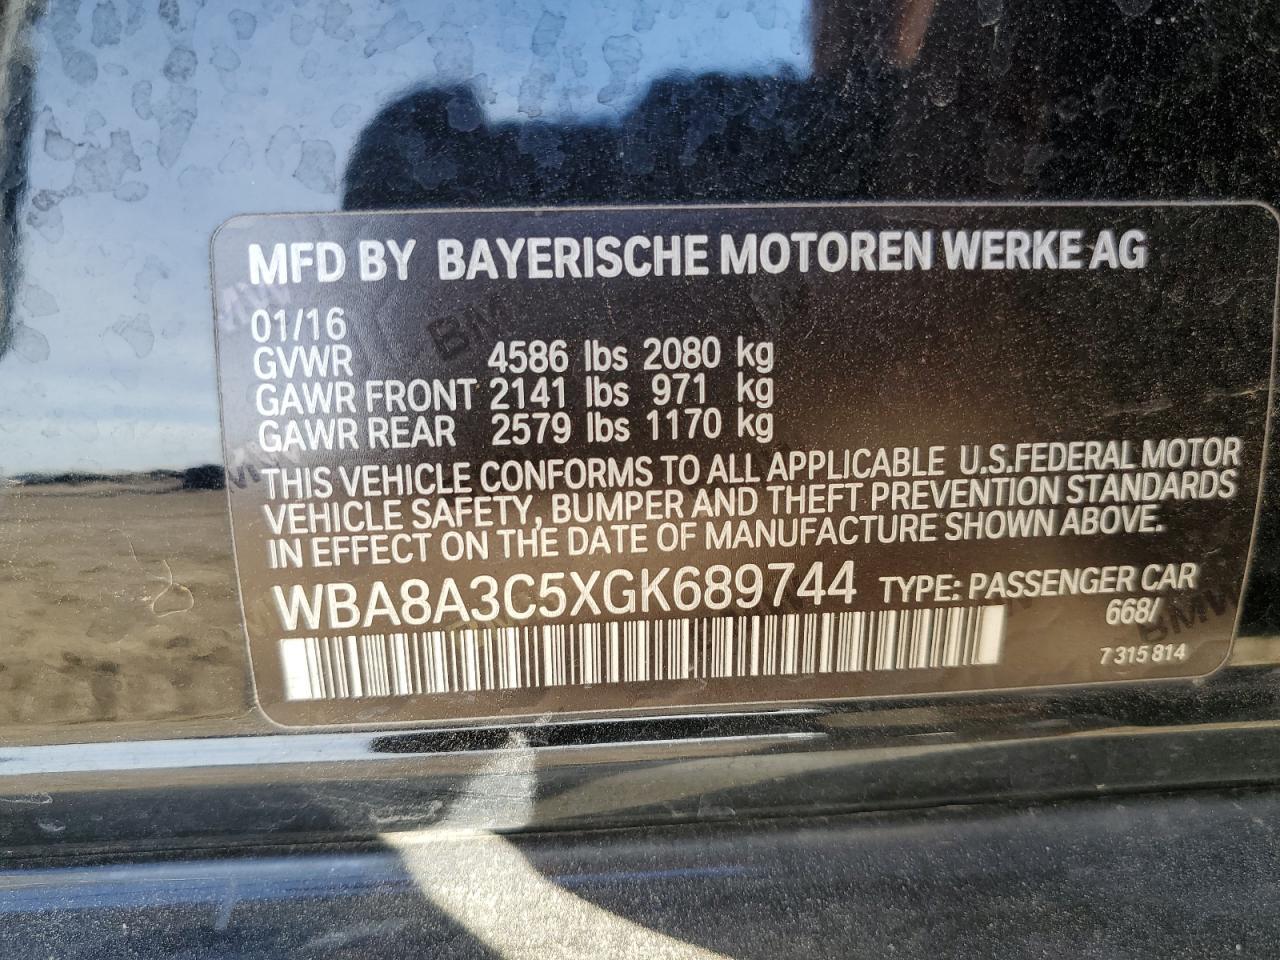 MFD BY BAYERISCHE MOTOREN WERKE AG
01/16
GVWR 4586 lbs 2080 kg
GAWR FRONT 2141 lbs 971 kg
GAWR REAR 2579 lbs 1170 kg
THIS VEHICLE CONFORMS TO ALL APPLICABLE U.S.FEDERAL MOTOR
VEHICLE SAFETY, BUMPER AND THEFT PREVENTION STANDARDS
IN EFFECT ON THE DATE OF MANUFACTURE SHOWN ABOVE.
WBA8A3C5XGK689744 TYPE: PASSENGER CAR
668/
7 315 814